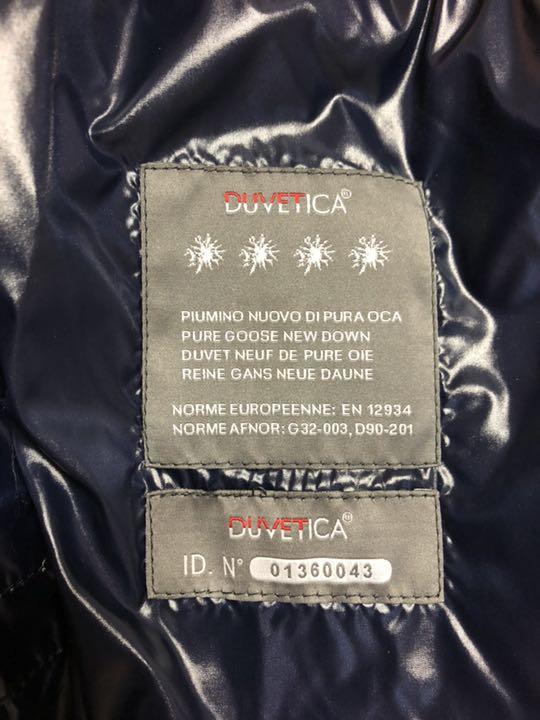 DUVETICA®
PIUMINO NUOVO DI PURA OCA
PURE GOOSE NEW DOWN
DUVET NEUF DE PURE OIE
REINE GANS NEUE DAUNE
NORME EUROPEENNE: EN 12934
NORME AFNOR: G32-003, D90-201
DUVETICA®
ID. N° 01360043